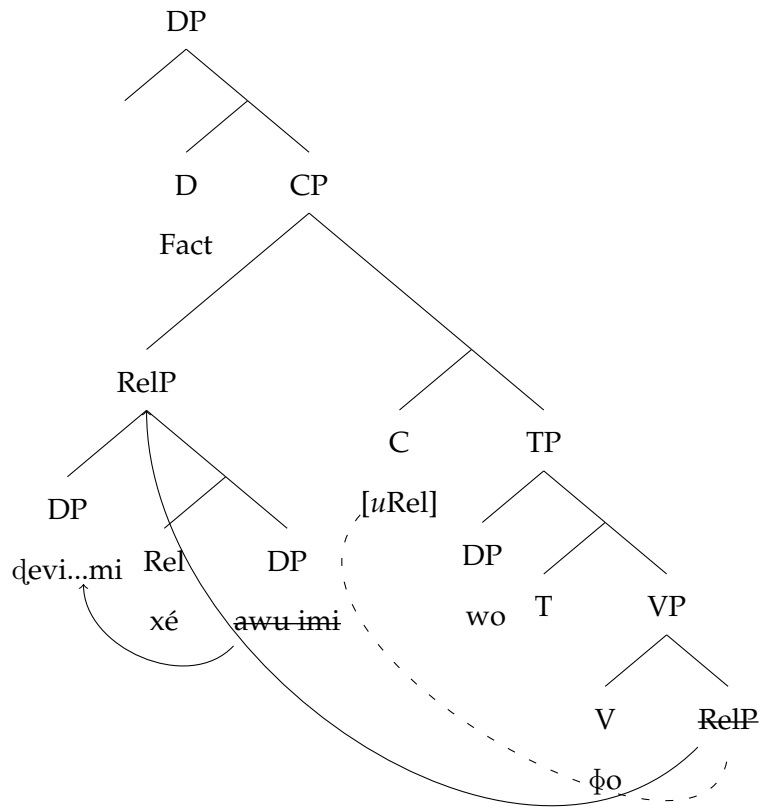 DP
D CP
Fact
RelP
C TP
DP [uRel]
Rel DP DP
ɖevi...mi T VP
xé awu imi wo
V RelP
ɸo